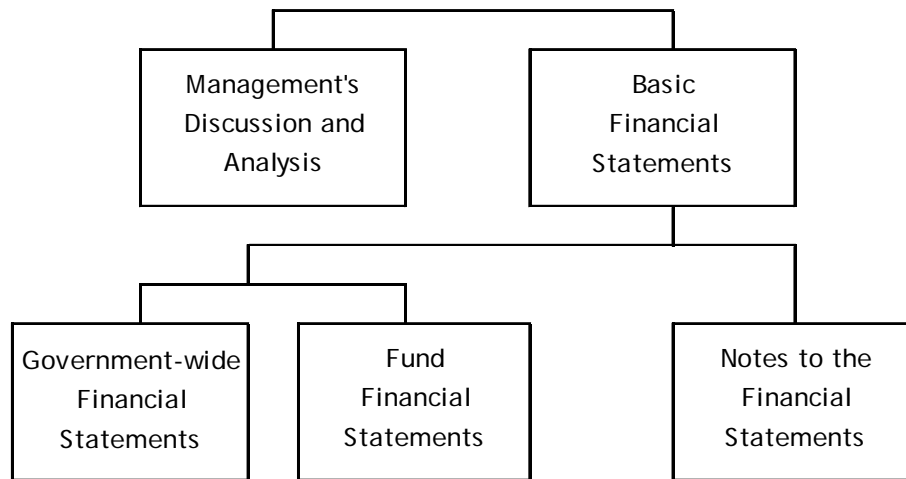 Management's
Discussion and
Analysis
Basic
Financial
Statements
Government-wide
Financial
Statements
Fund
Financial
Statements
Notes to the
Financial
Statements